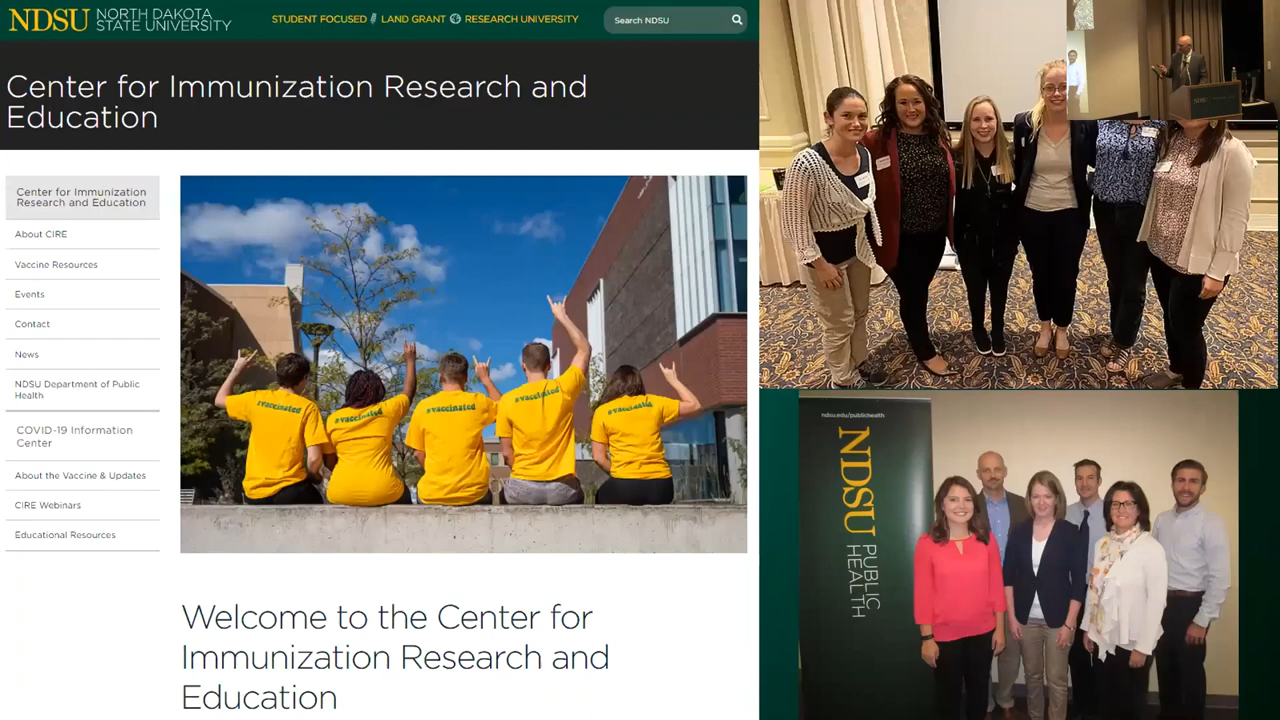 NDSU NORTH DAKOTA
STATE UNIVERSITY
STUDENT FOCUSED LAND GRANT RESEARCH UNIVERSITY
Search NDSU
Center for Immunization Research and
Education
Center for Immunization
Research and Education
About CIRE
Vaccine Resources
Events
Contact
News
NDSU Department of Public
Health
COVID-19 Information
Center
About the Vaccine & Updates
CIRE Webinars
Educational Resources
#vaccinated
#vaccinated
#vaccinated
#vaccinated
#vaccinated
Welcome to the Center for
Immunization Research and
Education
NDSU
ndsu.edu/publichealth
NDSU
PUBLIC
HEALTH